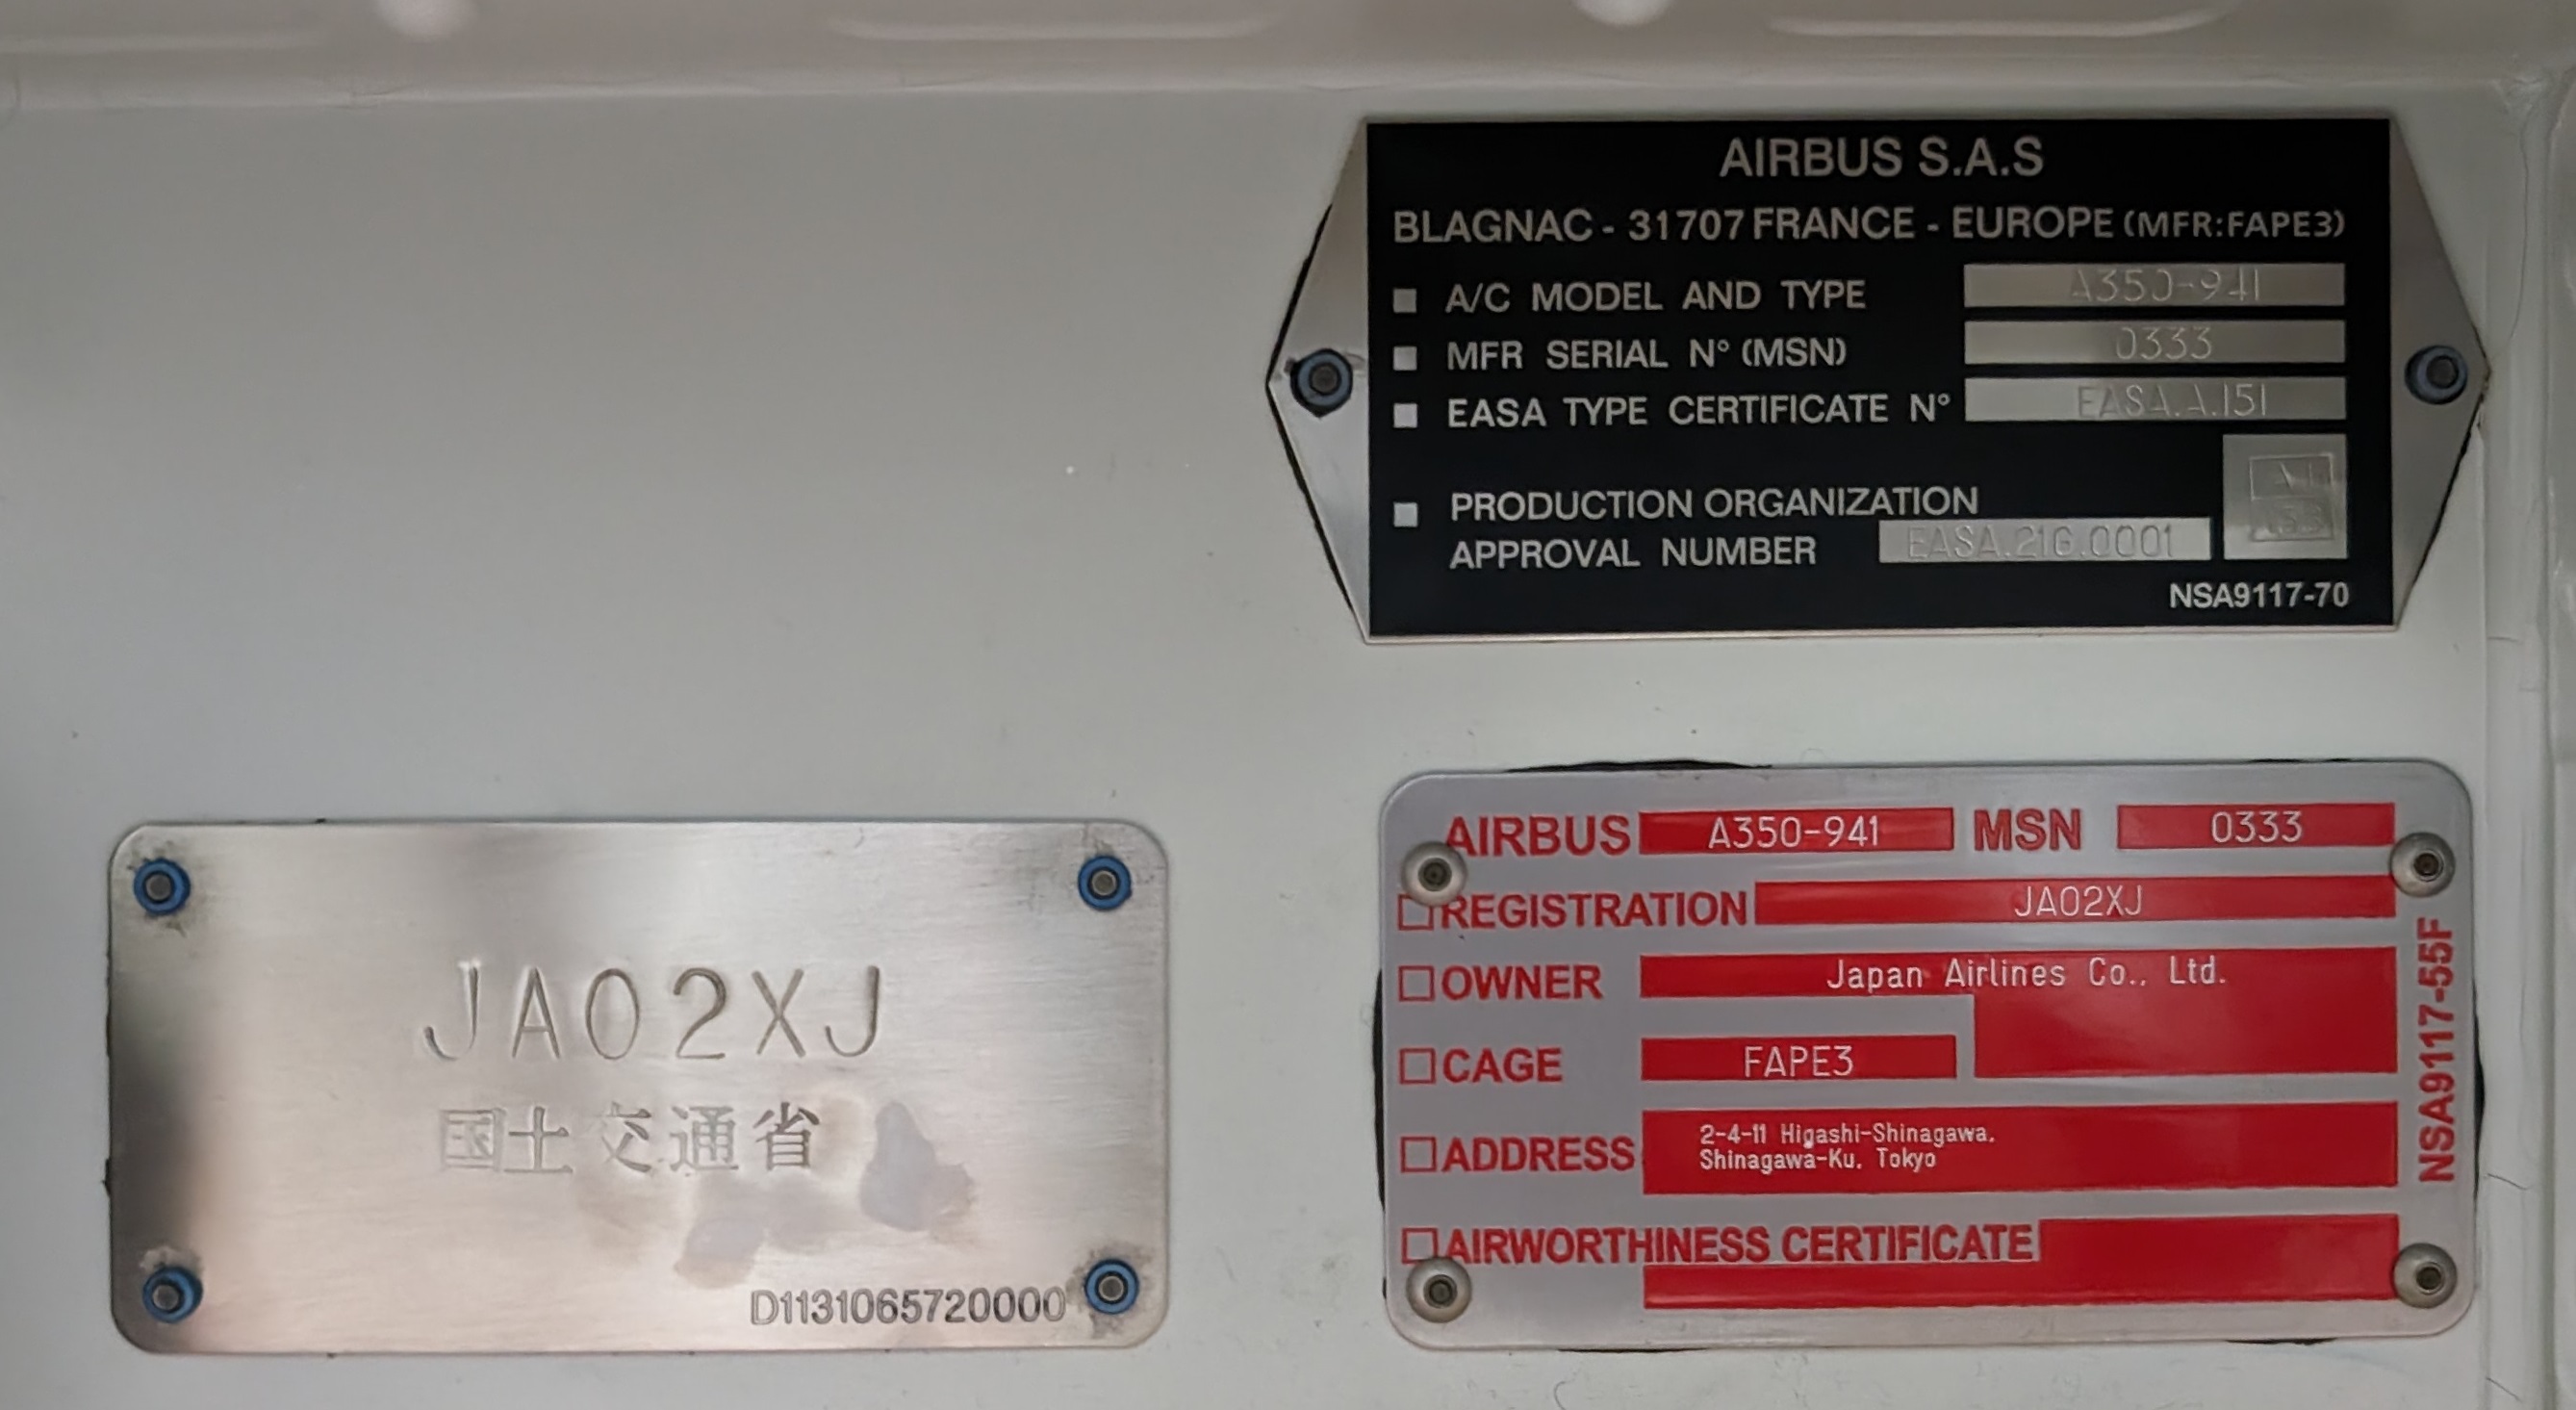 AIRBUS S.A.S
BLAGNAC - 31707 FRANCE - EUROPE (MFR:FAPE3)
A/C MODEL AND TYPE A350-941
MFR SERIAL N° (MSN) 0333
EASA TYPE CERTIFICATE N° EASA.A.151
PRODUCTION ORGANIZATION
APPROVAL NUMBER EASA.21G.0001
NSA9117-70
JA02XJ
国土交通省
D1131065720000
AIRBUS A350-941 MSN 0333
REGISTRATION JA02XJ
OWNER Japan Airlines Co., Ltd.
CAGE FAPE3
ADDRESS 2-4-11 Higashi-Shinagawa,
Shinagawa-Ku, Tokyo
AIRWORTHINESS CERTIFICATE
NSA9117-55F